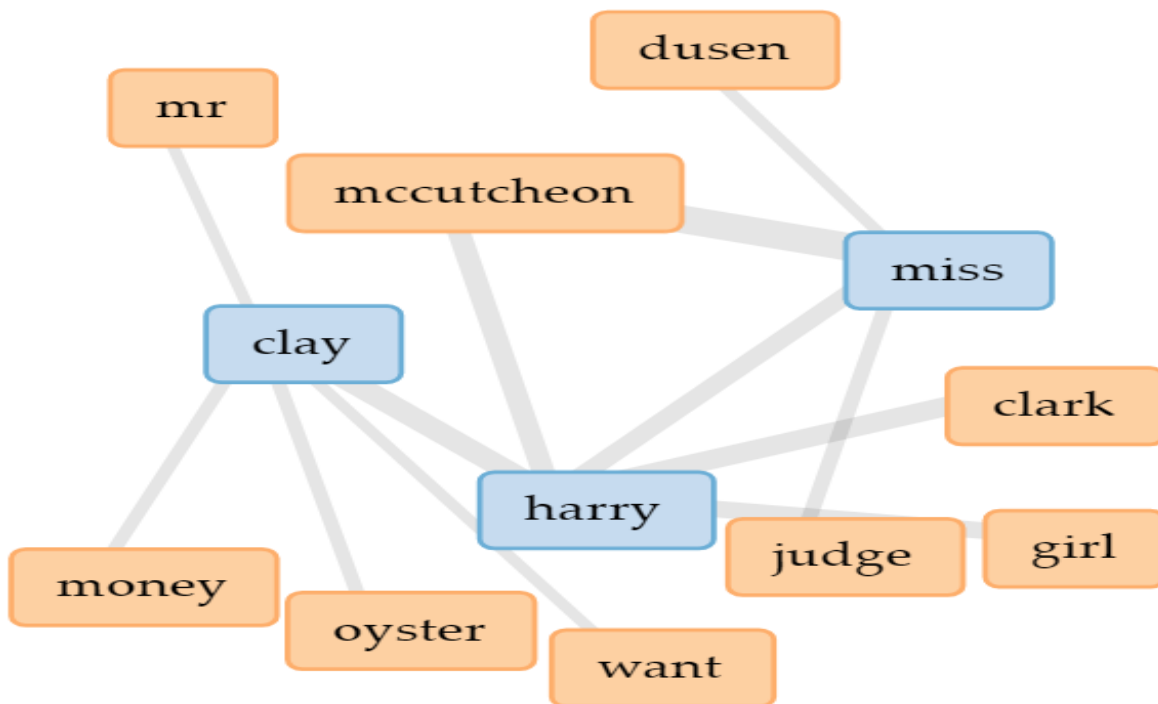 dusen
mr
mccutcheon
miss
clay
clark
harry
judge
girl
money
oyster
want